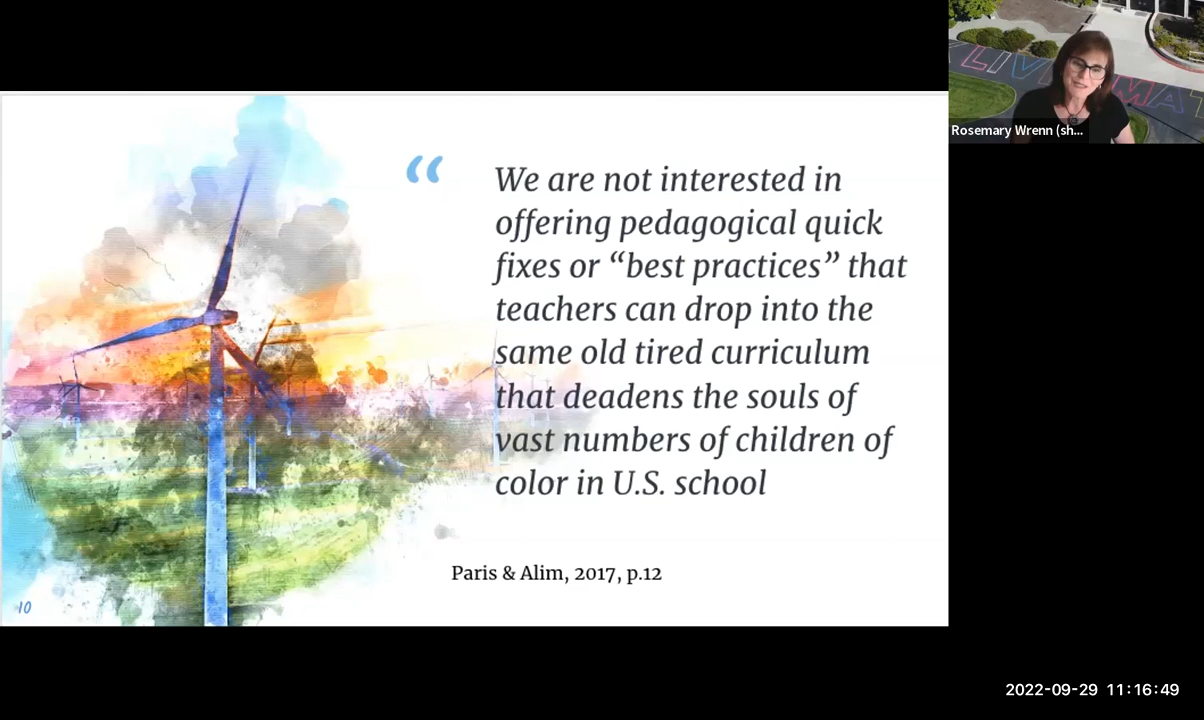 LIV MAT
Rosemary Wrenn (sh...
“
We are not interested in
offering pedagogical quick
fixes or “best practices” that
teachers can drop into the
same old tired curriculum
that deadens the souls of
vast numbers of children of
color in U.S. school
Paris & Alim, 2017, p.12
10
2022-09-29 11:16:49